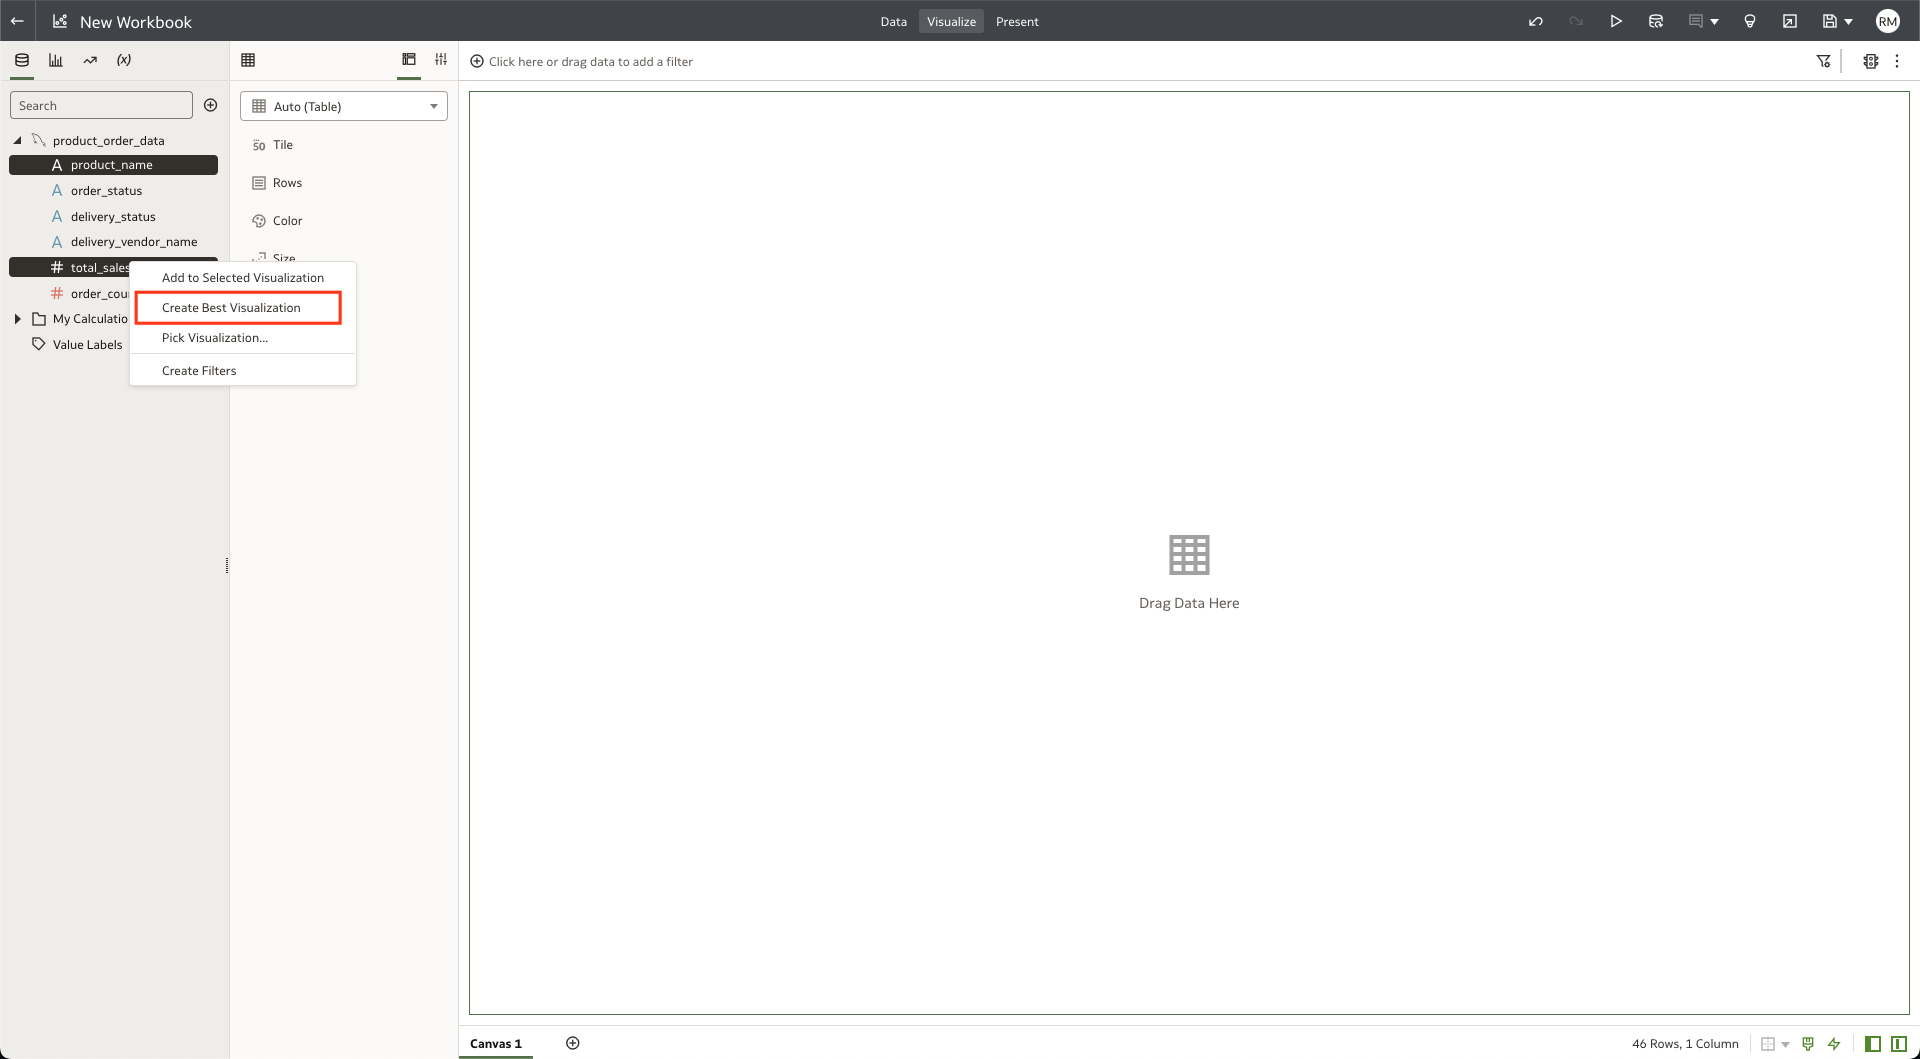 New Workbook
Data
Visualize
Present
RM
(x)
Click here or drag data to add a filter
Search
Auto (Table)
product_order_data
product_name
order_status
delivery_status
delivery_vendor_name
total_sales
order_cou
My Calculatio
Value Labels
50 Tile
Rows
Color
Size
Add to Selected Visualization
Create Best Visualization
Pick Visualization...
Create Filters
Drag Data Here
Canvas 1
46 Rows, 1 Column